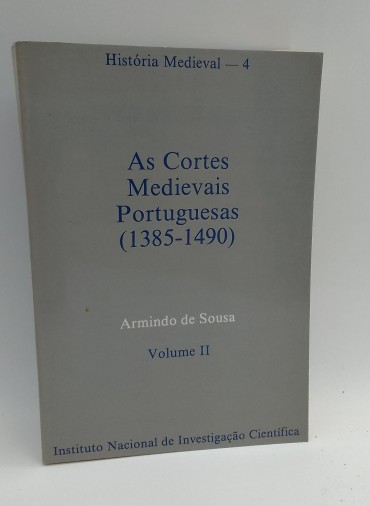 História Medieval — 4
As Cortes
Medievais
Portuguesas
(1385-1490)
Armindo de Sousa
Volume II
Instituto Nacional de Investigação Científica